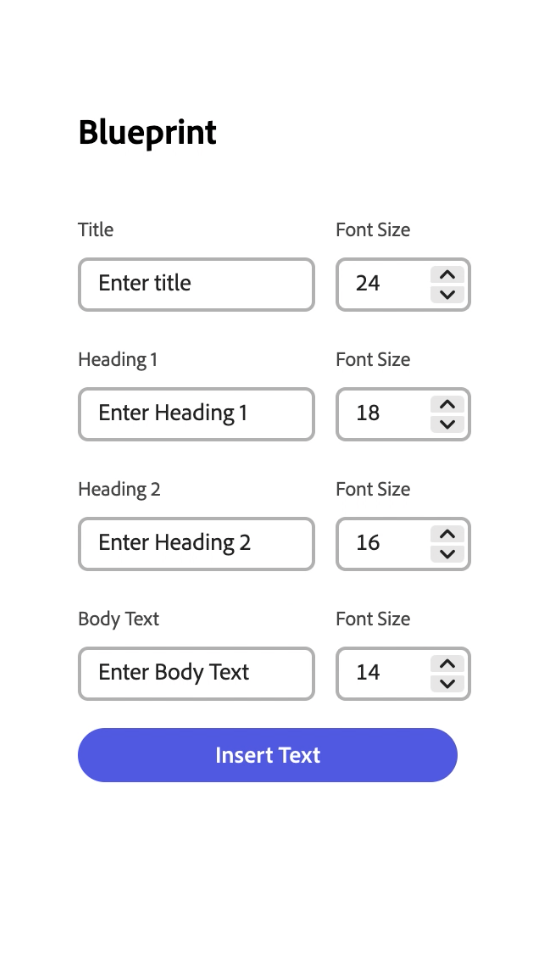 Blueprint
Title Font Size
Enter title 24
Heading 1 Font Size
Enter Heading 1 18
Heading 2 Font Size
Enter Heading 2 16
Body Text Font Size
Enter Body Text 14
Insert Text